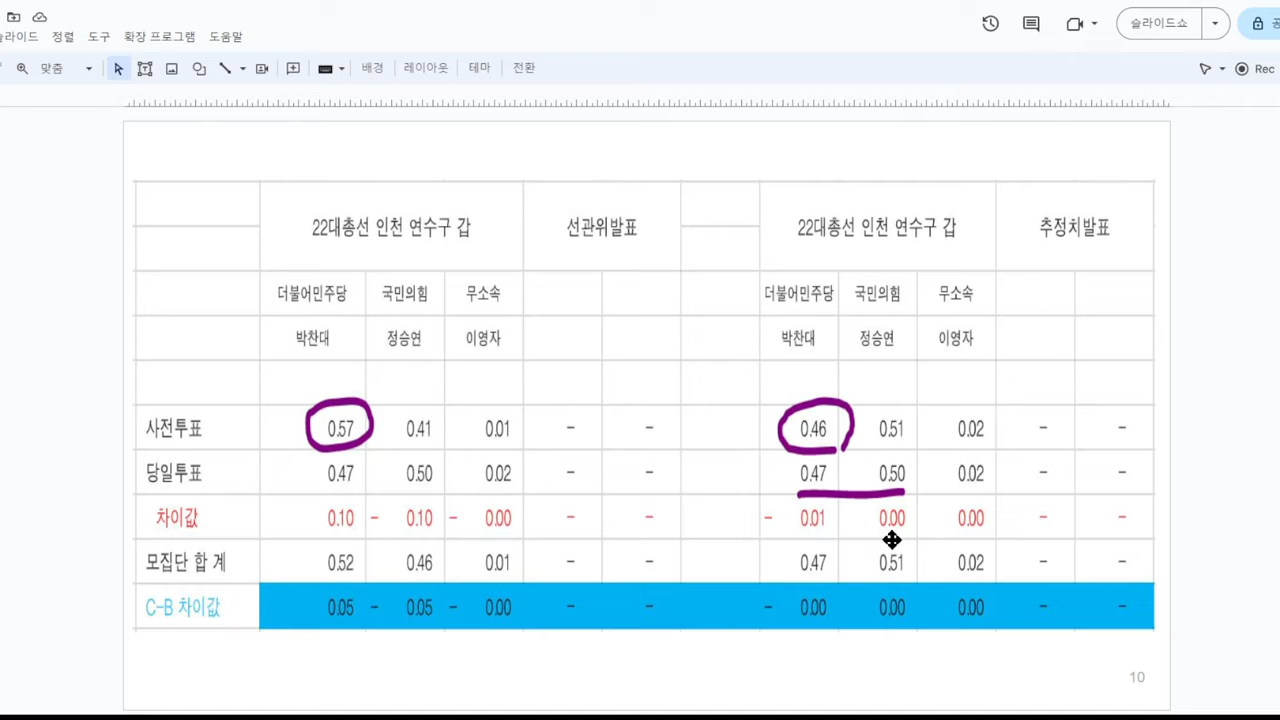 슬라이드 정렬 도구 확장 프로그램 도움말
슬라이드쇼
맞춤 배경 레이아웃 테마 전환 Rec
22대총선 인천 연수구 갑 선관위발표 22대총선 인천 연수구 갑 추정치발표
더불어민주당 국민의힘 무소속 더불어민주당 국민의힘 무소속
박찬대 정승연 이영자 박찬대 정승연 이영자
사전투표 0.57 0.41 0.01 - - 0.46 0.51 0.02 - -
당일투표 0.47 0.50 0.02 - - 0.47 0.50 0.02 - -
차이값 0.10 - 0.10 - 0.00 - - - 0.01 0.00 0.00 - -
모집단 합 계 0.52 0.46 0.01 - - 0.47 0.51 0.02 - -
C-B 차이값 0.05 - 0.05 - 0.00 - - - 0.00 0.00 0.00 - -
10